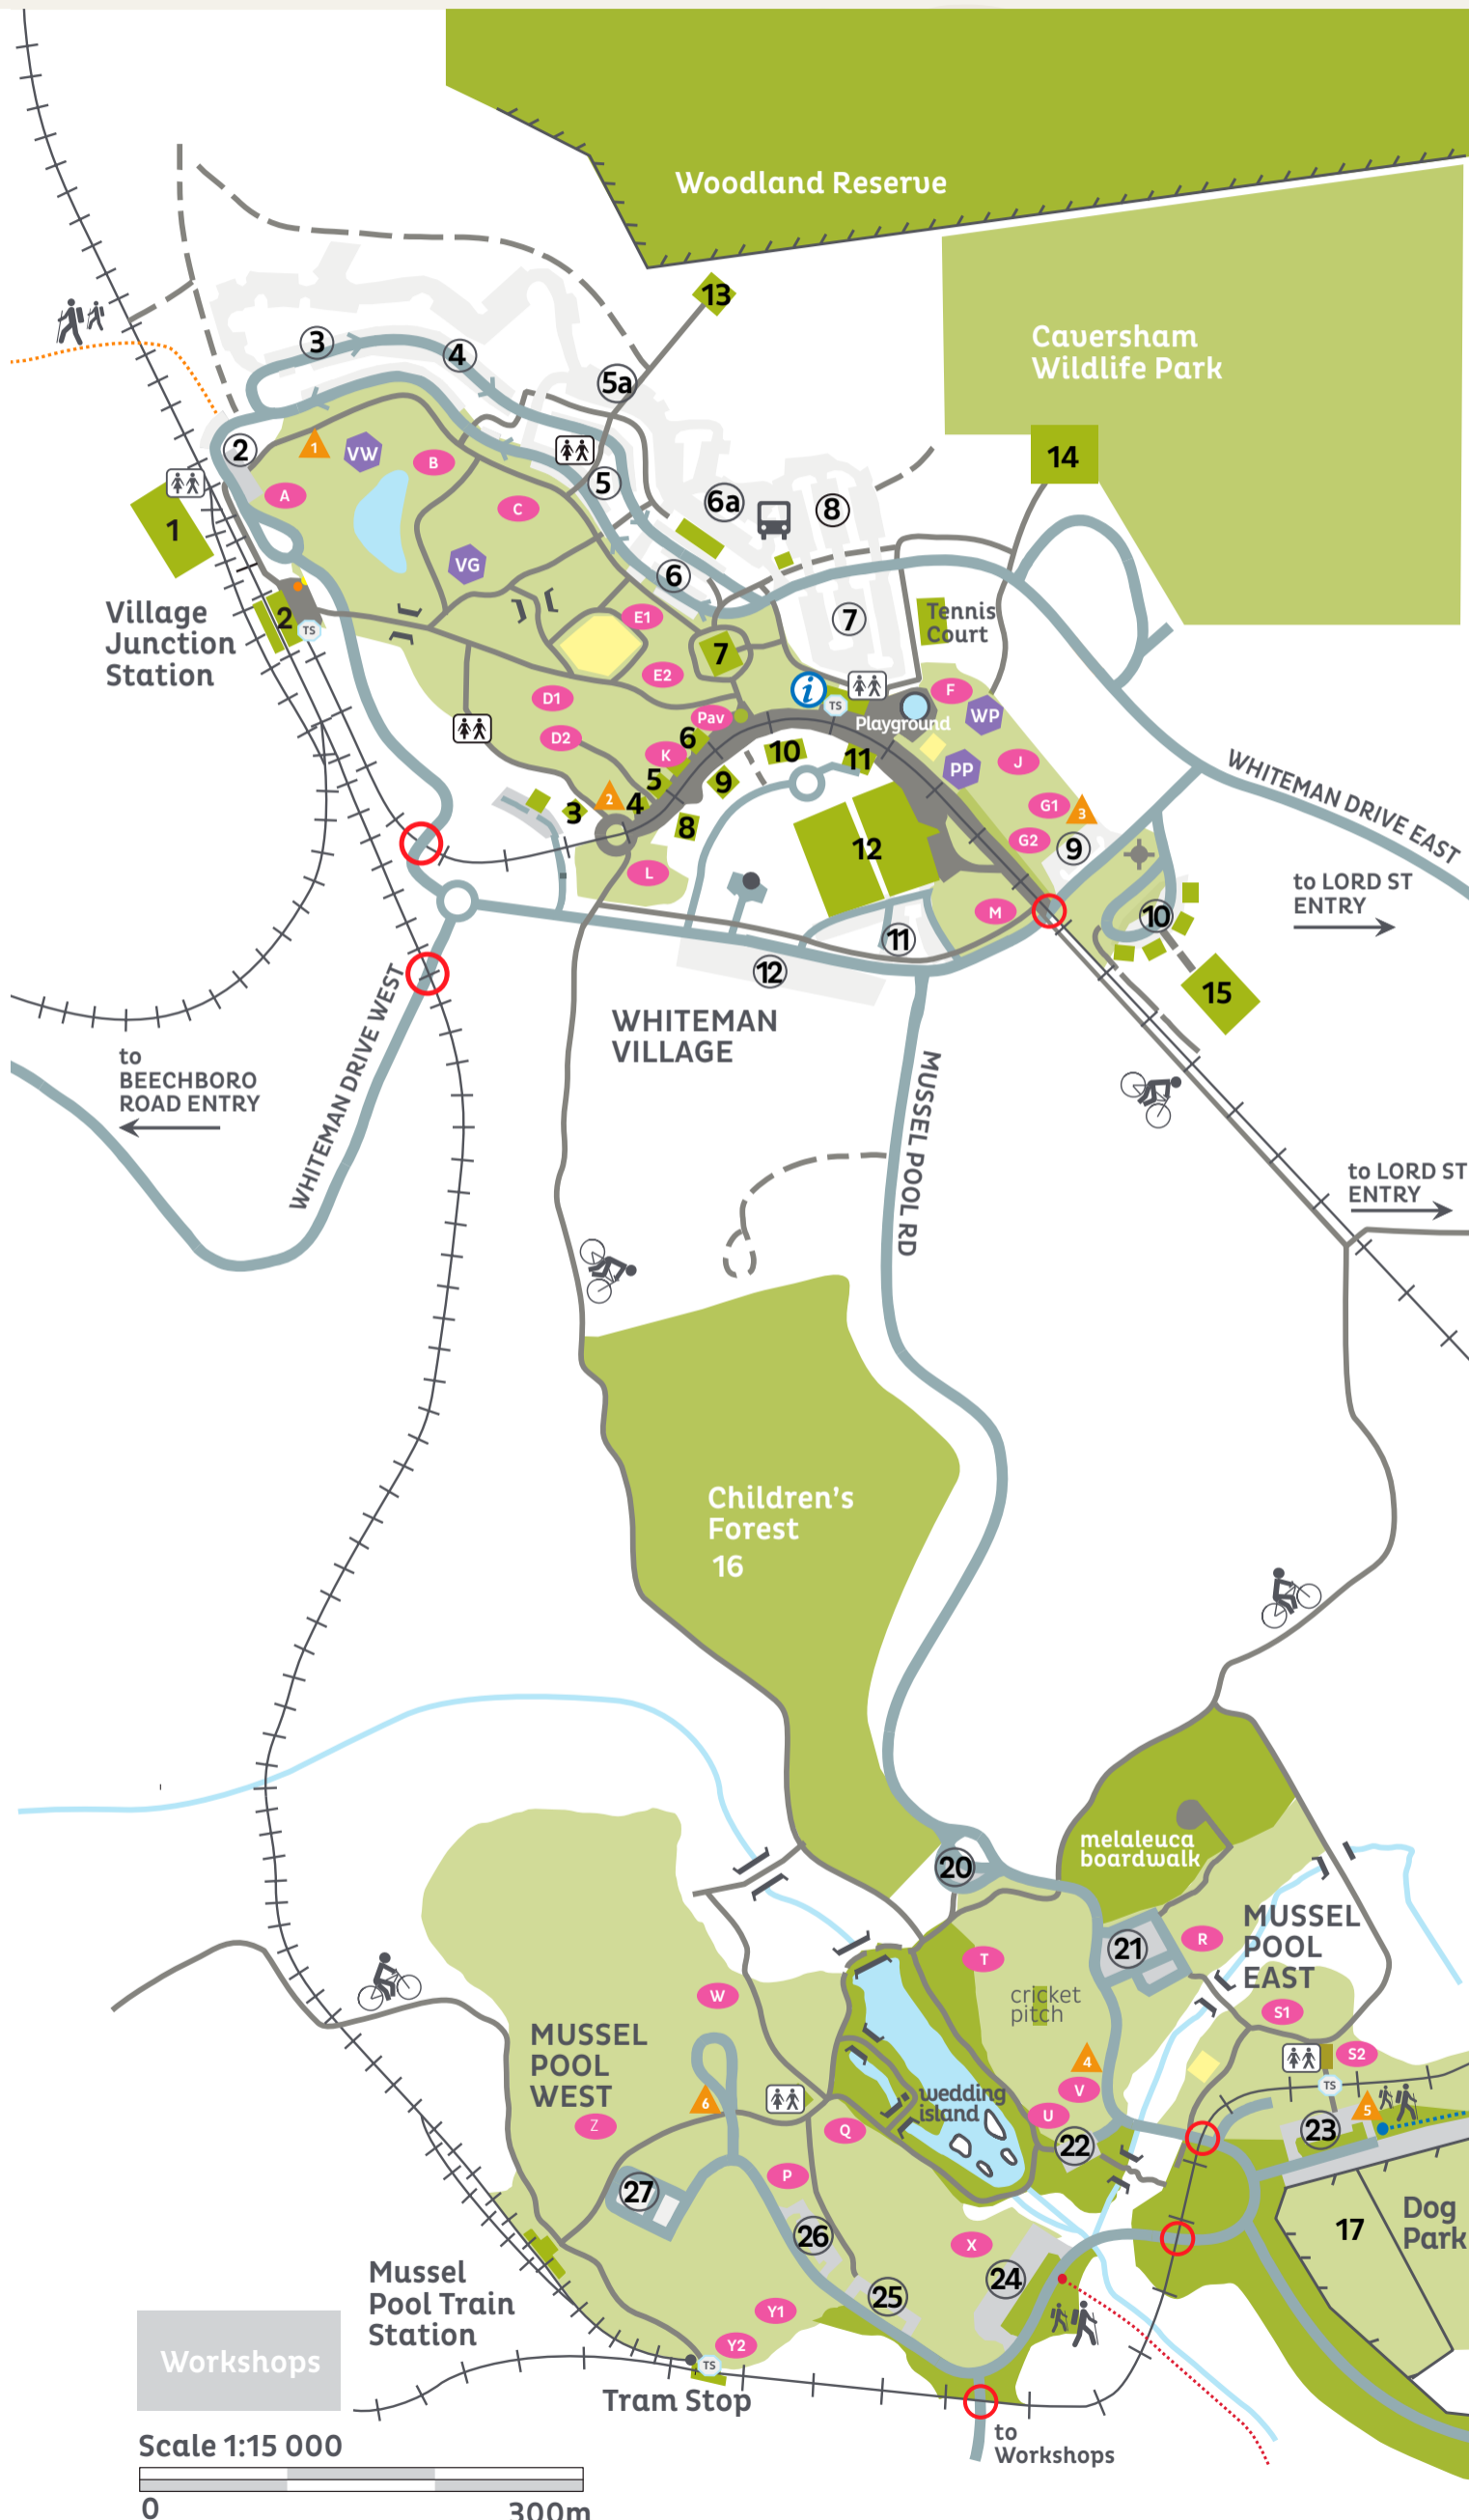 Woodland Reserve
13
Caversham
Wildlife Park
3
4
5a
2
1
VW
B
14
A
C
5
6a
8
1
VG
6
Village
Junction
Station
2
TS
E1
7
Tennis
Court
7
E2
D1
i
TS
F
Pav
Playground
WP
D2
6
K
10
11
PP
J
WHITEMAN DRIVE EAST
5
9
2
4
3
G1
3
8
12
G2
9
L
to LORD ST
ENTRY
M
10
11
12
15
WHITEMAN
VILLAGE
WHITEMAN DRIVE WEST
to
BEECHBORO
ROAD ENTRY
MUSSEL POOL RD
to LORD ST
ENTRY
Children's
Forest
16
melaleuca
boardwalk
20
MUSSEL
POOL
EAST
21
R
T
cricket
pitch
W
S1
MUSSEL
POOL
WEST
S2
4
TS
V
wedding
island
6
5
U
Z
Q
22
23
P
27
Dog
Park
17
26
X
24
25
Mussel
Pool Train
Station
Y1
Y2
TS
Workshops
Tram Stop
to
Workshops
Scale 1:15 000
0
300m